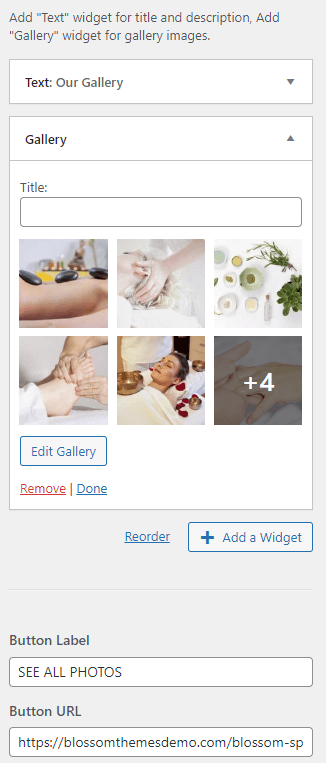 Add "Text" widget for title and description, Add
"Gallery" widget for gallery images.
Text: Our Gallery
Gallery
Title:
+4
Edit Gallery
Remove | Done
Reorder
Add a Widget
Button Label
SEE ALL PHOTOS
Button URL
https://blossomthemesdemo.com/blossom-sp